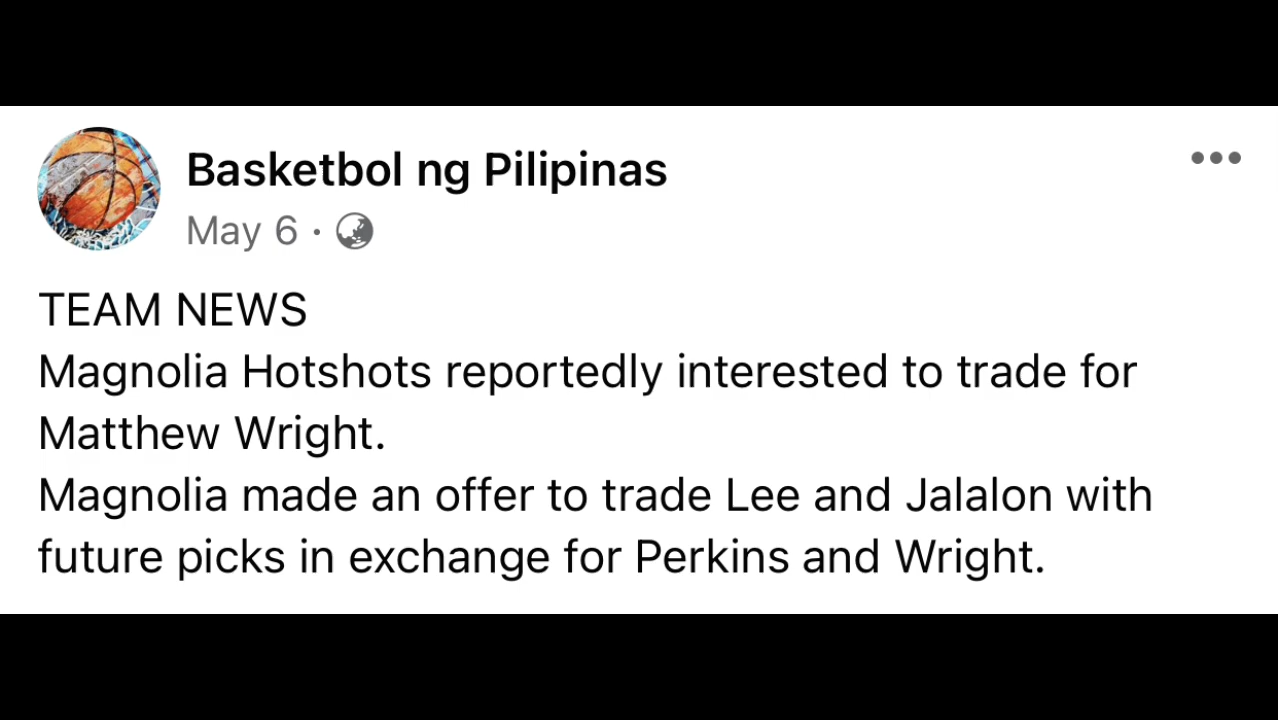 Basketbol ng Pilipinas
May 6 ·
TEAM NEWS
Magnolia Hotshots reportedly interested to trade for
Matthew Wright.
Magnolia made an offer to trade Lee and Jalalon with
future picks in exchange for Perkins and Wright.